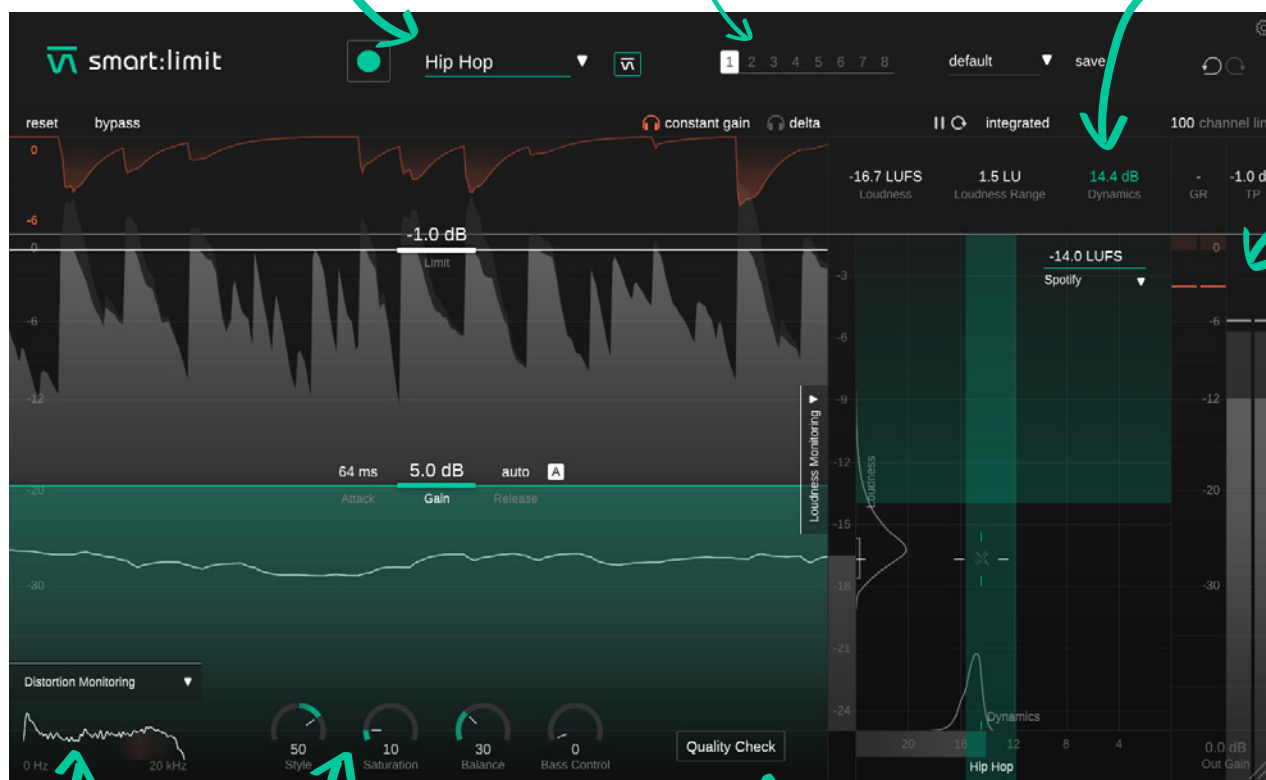 smart:limit
Hip Hop
1 2 3 4 5 6 7 8
default
save
reset
bypass
constant gain
delta
integrated
100 channel lin
-16.7 LUFS
Loudness
1.5 LU
Loudness Range
14.4 dB
Dynamics
-
GR
-1.0 d
TP
0
-6
0
-6
-12
-20
-30
-1.0 dB
Limit
64 ms
Attack
5.0 dB
Gain
auto
Release
A
Loudness Monitoring
-14.0 LUFS
Spotify
-3
-6
-9
-12
-15
-18
-21
-24
Loudness
Dynamics
20 16 12 8 4
Hip Hop
0
-6
-12
-20
-30
0.0 dB
Out Gain
Distortion Monitoring
0 Hz
20 kHz
50
Style
10
Saturation
30
Balance
0
Bass Control
Quality Check